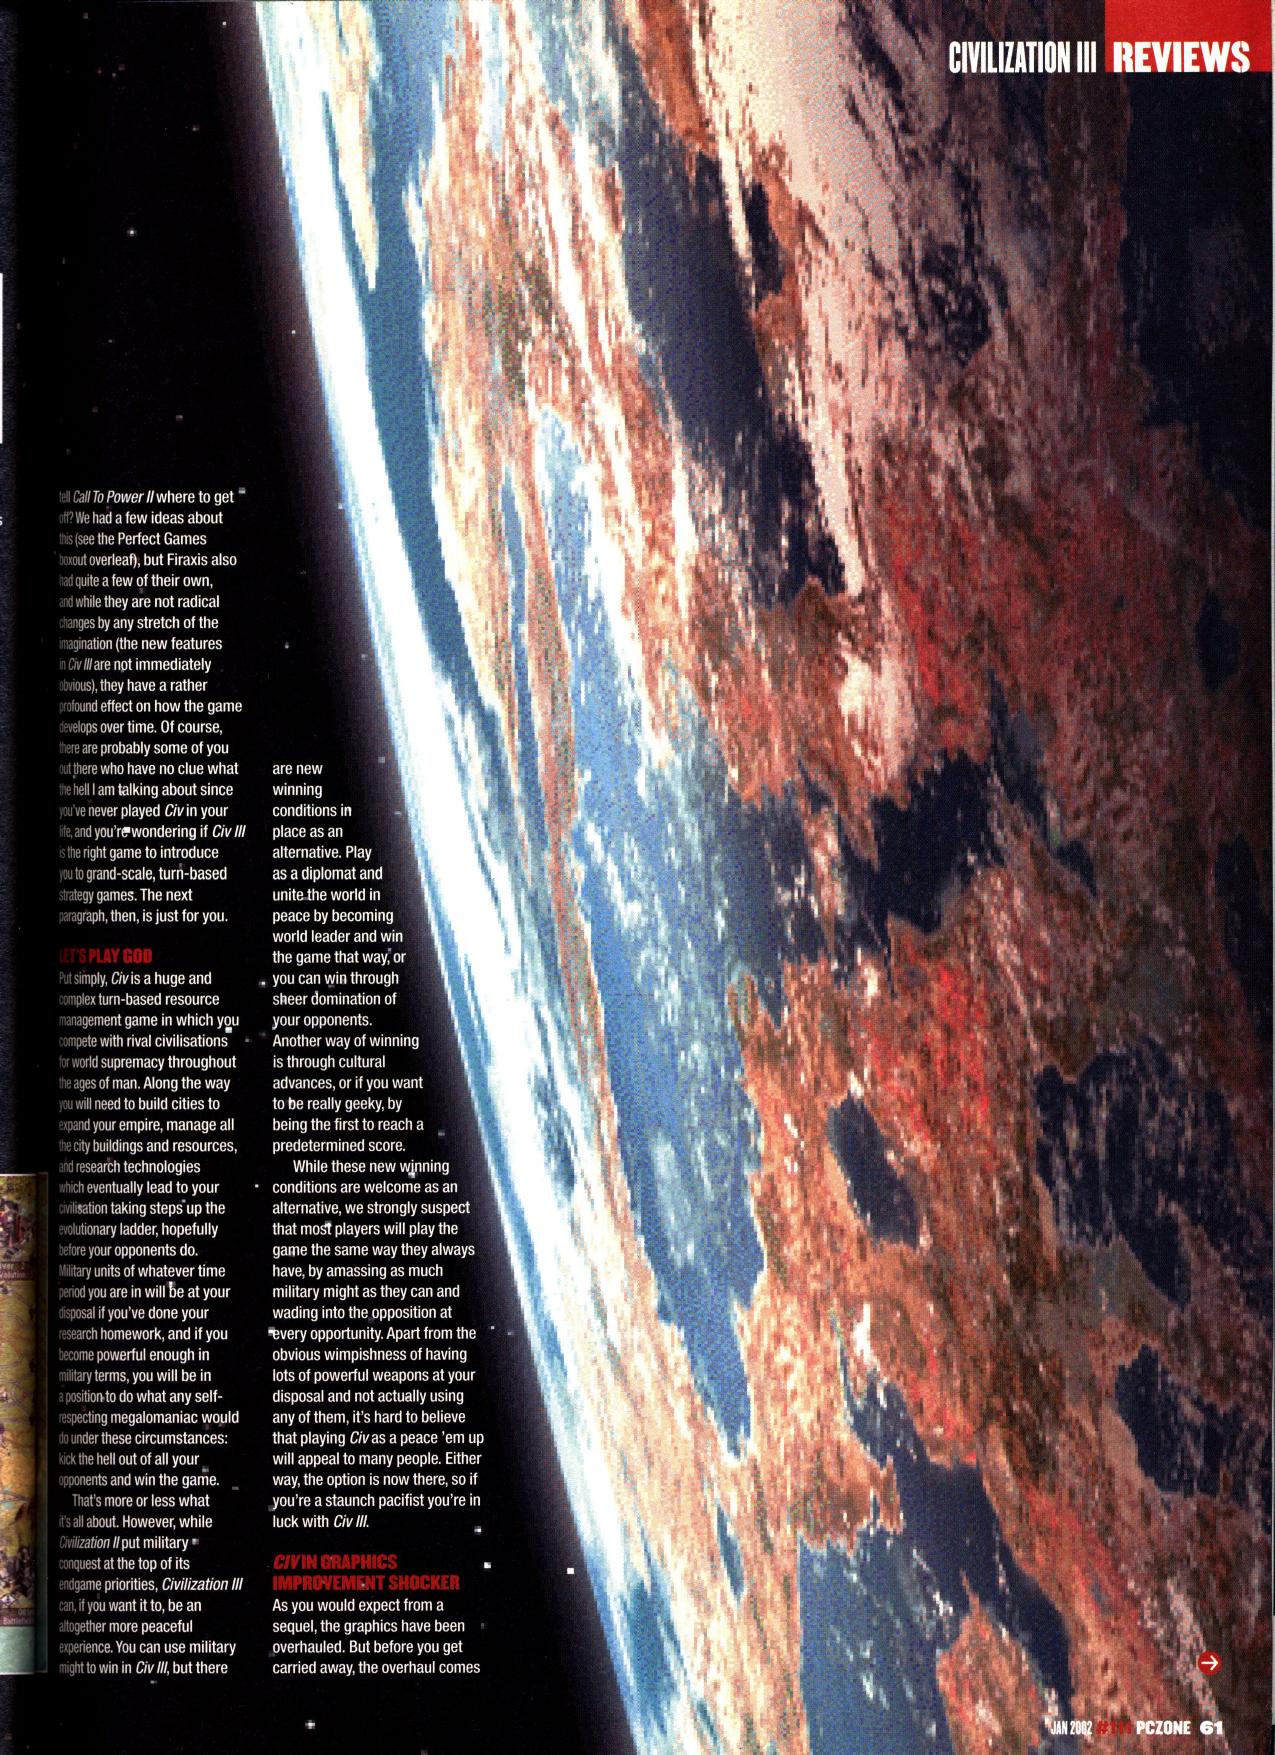 CIVILIZATION III REVIEWS
tell Call To Power II where to get
off? We had a few ideas about
this (see the Perfect Games
boxout overleaf), but Firaxis also
had quite a few of their own,
and while they are not radical
changes by any stretch of the
imagination (the new features
in Civ III are not immediately
obvious), they have a rather
profound effect on how the game
develops over time. Of course,
there are probably some of you
out there who have no clue what
the hell I am talking about since
you've never played Civ in your
life, and you're wondering if Civ III
is the right game to introduce
you to grand-scale, turn-based
strategy games. The next
paragraph, then, is just for you.
LET'S PLAY GOD
Put simply, Civ is a huge and
complex turn-based resource
management game in which you
compete with rival civilisations
for world supremacy throughout
the ages of man. Along the way
you will need to build cities to
expand your empire, manage all
the city buildings and resources,
and research technologies
which eventually lead to your
civilisation taking steps up the
evolutionary ladder, hopefully
before your opponents do.
Military units of whatever time
period you are in will be at your
disposal if you've done your
research homework, and if you
become powerful enough in
military terms, you will be in
a position to do what any self-
respecting megalomaniac would
do under these circumstances:
kick the hell out of all your
opponents and win the game.
That's more or less what
it's all about. However, while
Civilization II put military
conquest at the top of its
endgame priorities, Civilization III
can, if you want it to, be an
altogether more peaceful
experience. You can use military
might to win in Civ III, but there
are new
winning
conditions in
place as an
alternative. Play
as a diplomat and
unite the world in
peace by becoming
world leader and win
the game that way, or
you can win through
sheer domination of
your opponents.
Another way of winning
is through cultural
advances, or if you want
to be really geeky, by
being the first to reach a
predetermined score.
While these new winning
conditions are welcome as an
alternative, we strongly suspect
that most players will play the
game the same way they always
have, by amassing as much
military might as they can and
wading into the opposition at
every opportunity. Apart from the
obvious wimpishness of having
lots of powerful weapons at your
disposal and not actually using
any of them, it's hard to believe
that playing Civ as a peace 'em up
will appeal to many people. Either
way, the option is now there, so if
you're a staunch pacifist you're in
luck with Civ III.
CIV IN GRAPHICS
IMPROVEMENT SHOCKER
As you would expect from a
sequel, the graphics have been
overhauled. But before you get
carried away, the overhaul comes
JAN 2002 #111 PCZONE 61